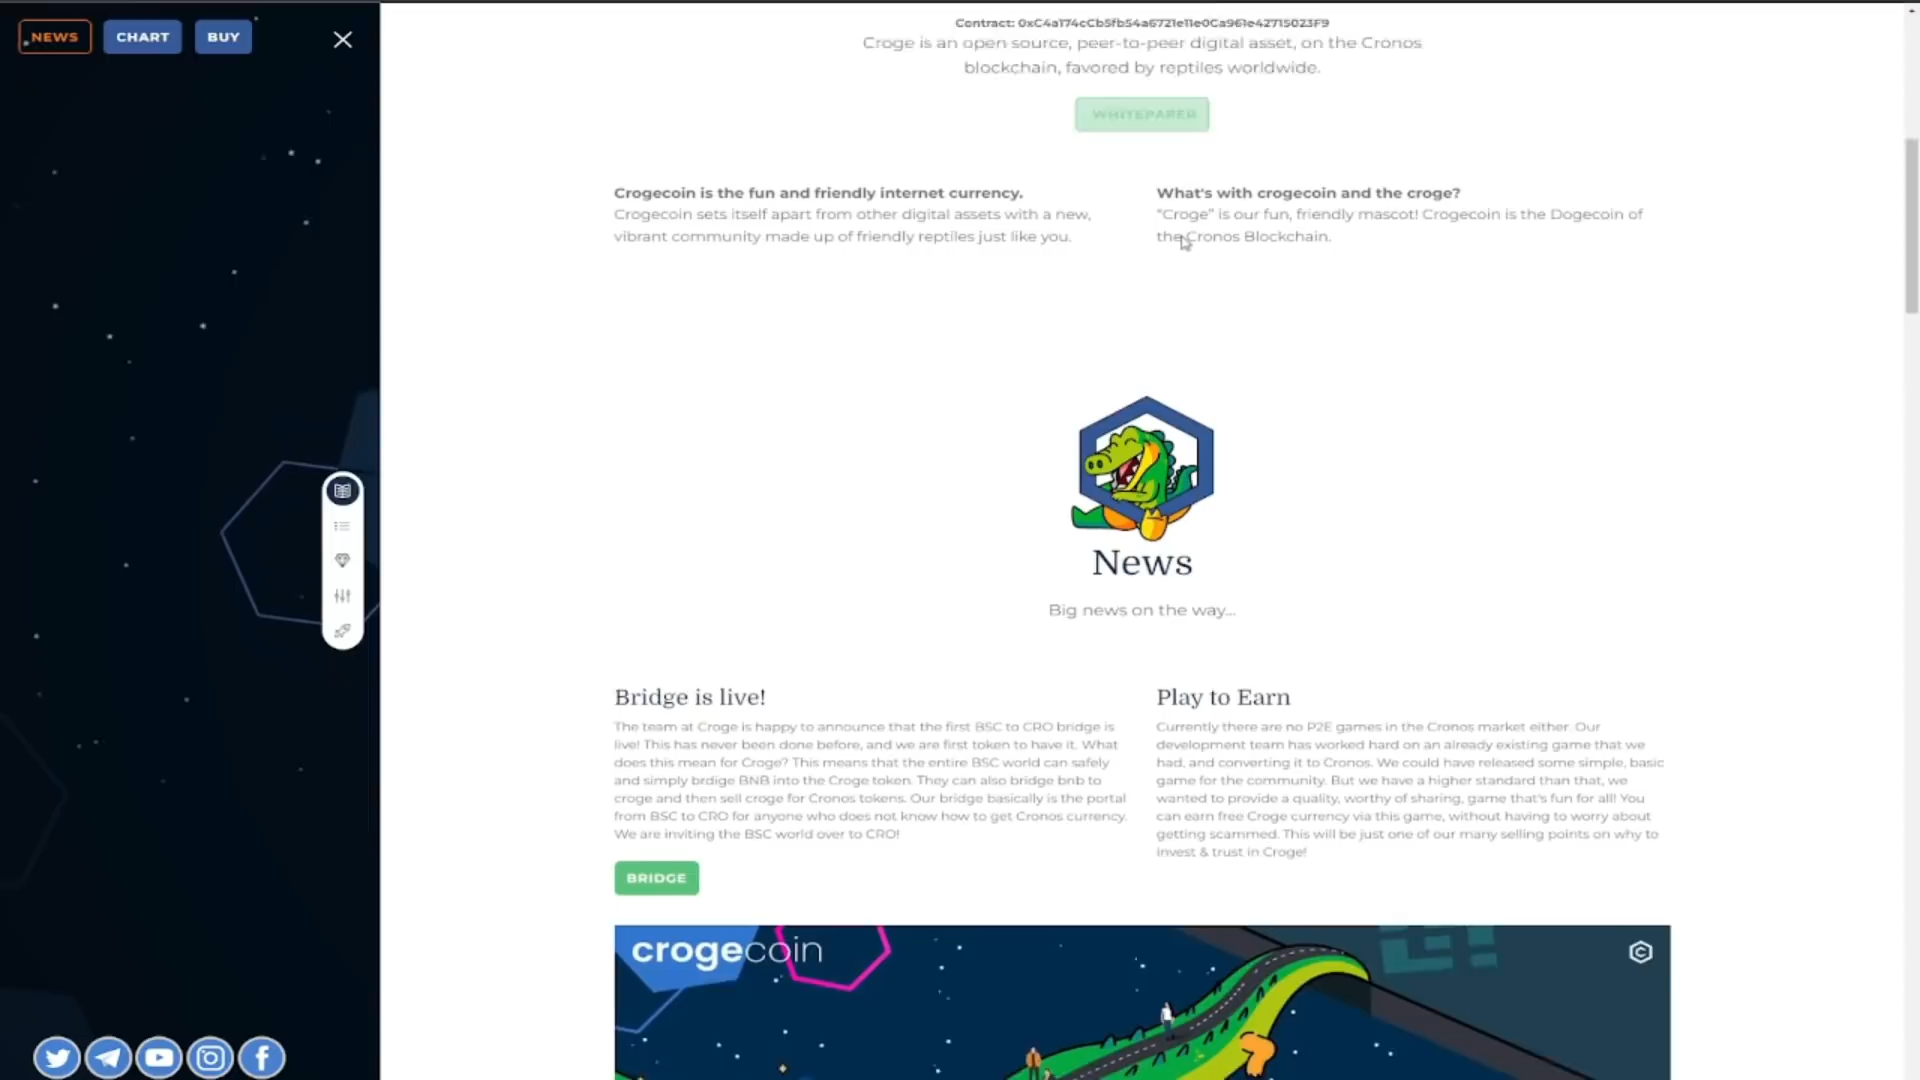 NEWS
CHART
BUY
Contract: 0xC4a174cCb5fb54a6721e11e0Ca961e42715023F9
Croge is an open source, peer-to-peer digital asset, on the Cronos
blockchain, favored by reptiles worldwide.
WHITEPAPER
Crogecoin is the fun and friendly internet currency.
Crogecoin sets itself apart from other digital assets with a new,
vibrant community made up of friendly reptiles just like you.
What's with crogecoin and the croge?
"Croge" is our fun, friendly mascot! Crogecoin is the Dogecoin of
the Cronos Blockchain.
News
Big news on the way...
Bridge is live!
The team at Croge is happy to announce that the first BSC to CRO bridge is
live! This has never been done before, and we are first token to have it. What
does this mean for Croge? This means that the entire BSC world can safely
and simply brdige BNB into the Croge token. They can also bridge bnb to
croge and then sell croge for Cronos tokens. Our bridge basically is the portal
from BSC to CRO for anyone who does not know how to get Cronos currency.
We are inviting the BSC world over to CRO!
BRIDGE
Play to Earn
Currently there are no P2E games in the Cronos market either. Our
development team has worked hard on an already existing game that we
had, and converting it to Cronos. We could have released some simple, basic
game for the community. But we have a higher standard than that, we
wanted to provide a quality, worthy of sharing, game that's fun for all! You
can earn free Croge currency via this game, without having to worry about
getting scammed. This will be just one of our many selling points on why to
invest & trust in Croge!
crogecoin